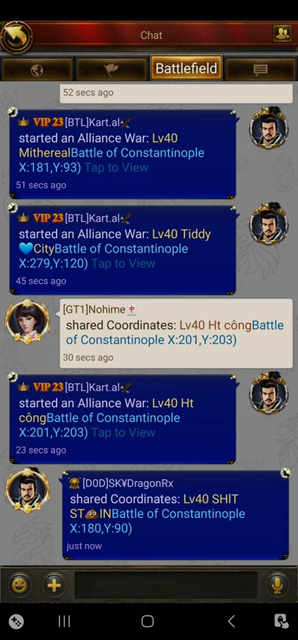 Chat
Battlefield
52 secs ago
VIP 23 [BTL]Kart.al
started an Alliance War: Lv40
MitherealBattle of Constantinople
X:181,Y:93) Tap to View
51 secs ago
VIP 23 [BTL]Kart.al
started an Alliance War: Lv40 Tiddy
🩵CityBattle of Constantinople
X:279,Y:120) Tap to View
45 secs ago
[GT1]Nohime🀄
shared Coordinates: Lv40 Ht côngBattle
of Constantinople X:201,Y:203)
30 secs ago
VIP 23 [BTL]Kart.al
started an Alliance War: Lv40 Ht
côngBattle of Constantinople
X:201,Y:203) Tap to View
23 secs ago
[D0D]SK¥DragonRx
shared Coordinates: Lv40 SHIT
ST💩INBattle of Constantinople
X:180,Y:90)
just now